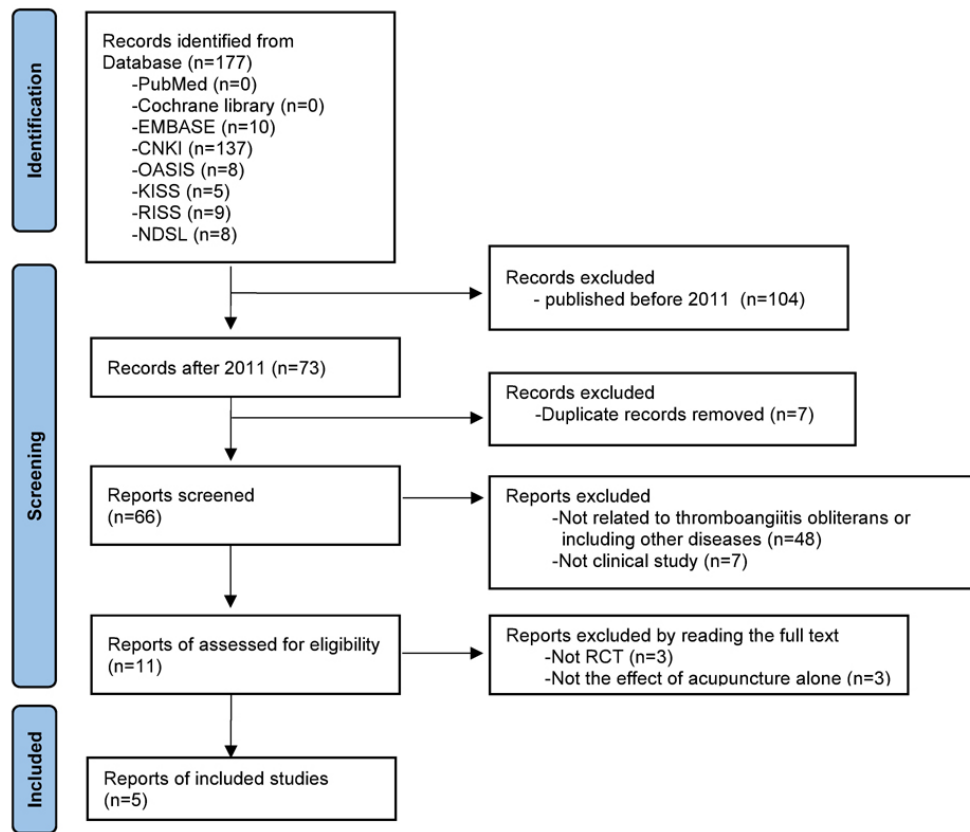 Identification
Records identified from
Database (n=177)
-PubMed (n=0)
-Cochrane library (n=0)
-EMBASE (n=10)
-CNKI (n=137)
-OASIS (n=8)
-KISS (n=5)
-RISS (n=9)
-NDSL (n=8)
Screening
Records excluded
- published before 2011 (n=104)
Records after 2011 (n=73)
Records excluded
-Duplicate records removed (n=7)
Reports screened
(n=66)
Reports excluded
-Not related to thromboangiitis obliterans or
including other diseases (n=48)
-Not clinical study (n=7)
Reports of assessed for eligibility
(n=11)
Reports excluded by reading the full text
-Not RCT (n=3)
-Not the effect of acupuncture alone (n=3)
Included
Reports of included studies
(n=5)